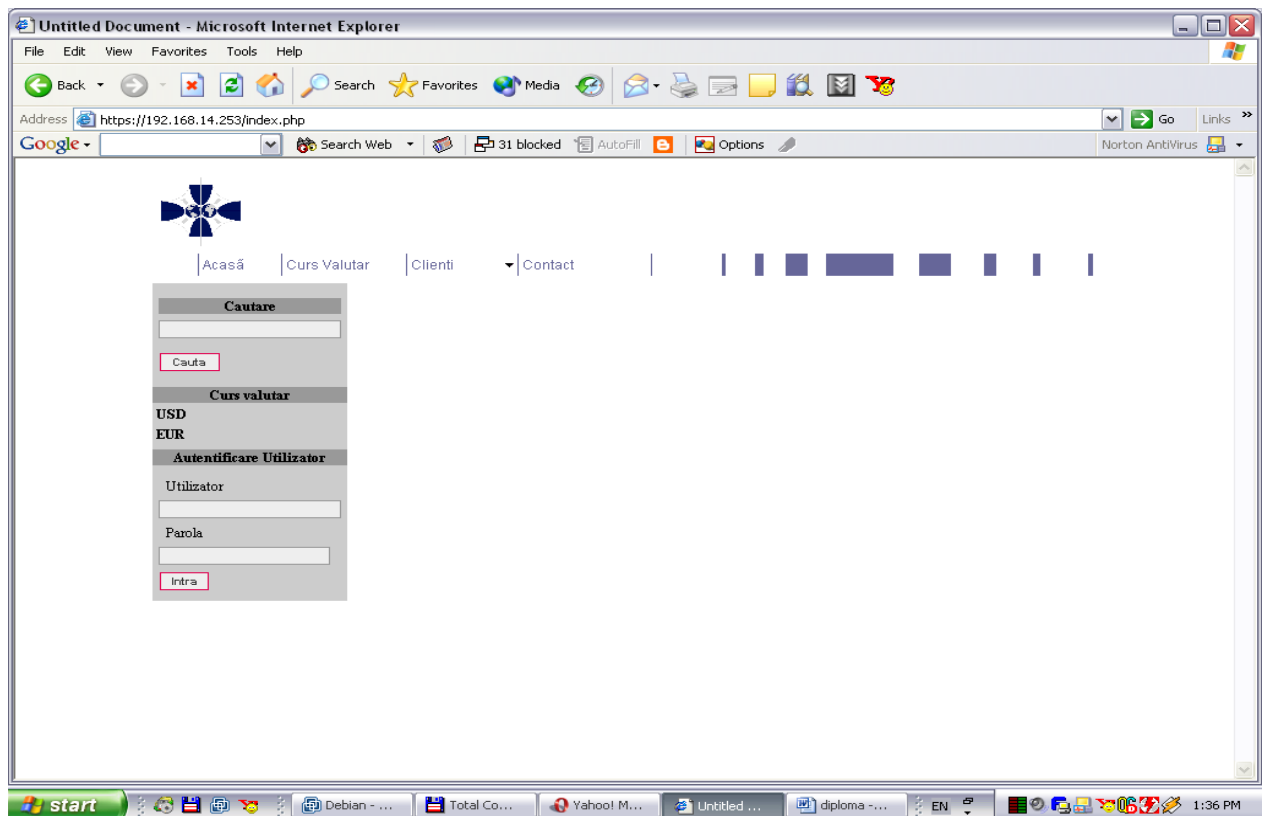 Untitled Document - Microsoft Internet Explorer
File Edit View Favorites Tools Help
Back Search Favorites Media
Address https://192.168.14.253/index.php Go Links »
Google Search Web 31 blocked AutoFill Options Norton AntiVirus
Acasã Curs Valutar Clienti Contact
Cautare
Cauta
Curs valutar
USD
EUR
Autentificare Utilizator
Utilizator
Parola
Intra
start Debian - ... Total Co... Yahoo! M... Untitled ... diploma -... EN 06 1:36 PM